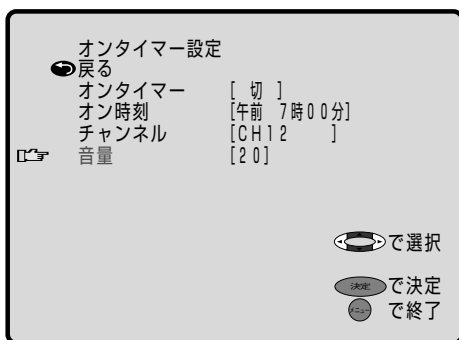 オンタイマー設定
戻る
オンタイマー [ 切 ]
オン時刻 [午前 7時00分]
チャンネル [CH12 ]
音量 [20]
で選択
決定 で決定
メニュー で終了